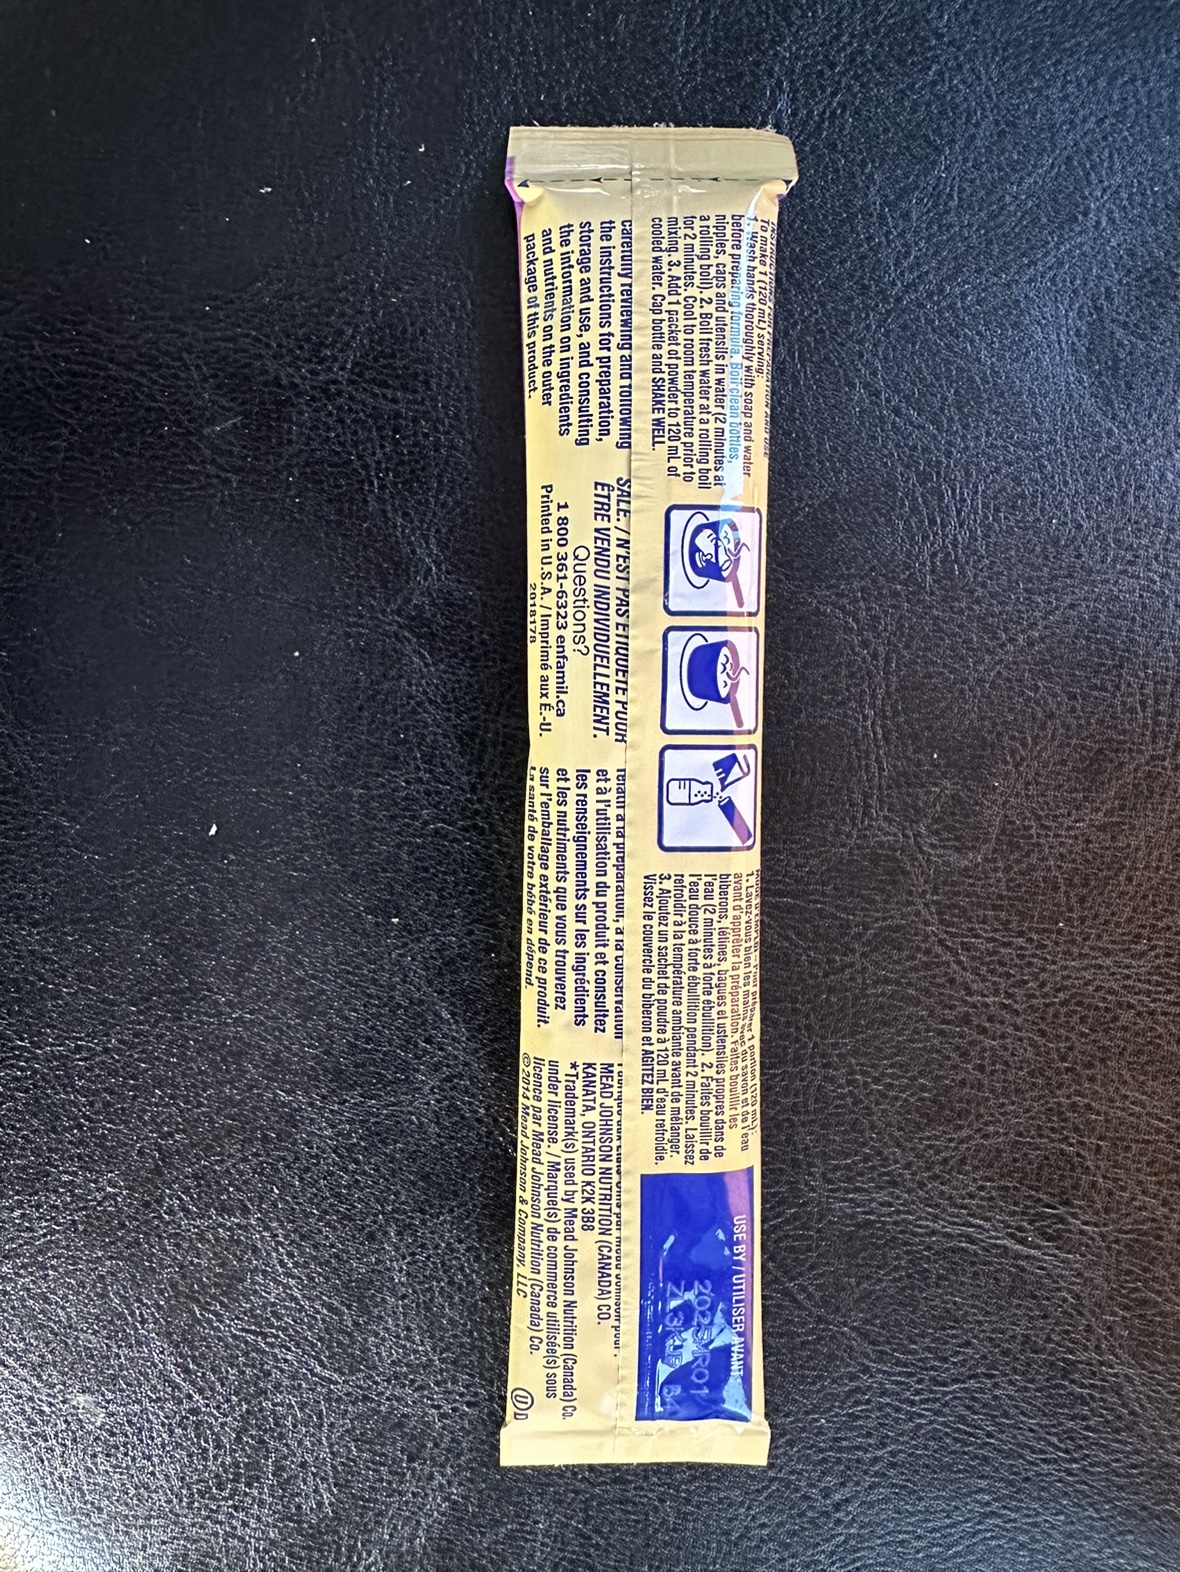 To make 1 (120 mL) serving:
1. Wash hands thoroughly with soap and water
before preparing formula. Boil clean bottles,
nipples, caps and utensils in water (2 minutes at
a rolling boil). 2. Boil fresh water at a rolling boil
for 2 minutes. Cool to room temperature prior to
mixing. 3. Add 1 packet of powder to 120 mL of
cooled water. Cap bottle and SHAKE WELL.
1. Lavez-vous bien les mains avec du savon et de l'eau
avant d'apprêter la préparation. Faites bouillir les
biberons, tétines, bagues et ustensiles propres dans de
l'eau (2 minutes à forte ébullition). 2. Faites bouillir de
l'eau douce à forte ébullition pendant 2 minutes. Laissez
refroidir à la température ambiante avant de mélanger.
3. Ajoutez un sachet de poudre à 120 mL d'eau refroidie.
Vissez le couvercle du biberon et AGITEZ BIEN.
USE BY / UTILISER AVANT
carefully reviewing and following
the instructions for preparation,
storage and use, and consulting
the information on ingredients
and nutrients on the outer
package of this product.
SALE. / N'EST PAS ÉTIQUETÉ POUR
ÊTRE VENDU INDIVIDUELLEMENT.
Questions?
1 800 361-6323 enfamil.ca
Printed in U.S.A. / Imprimé aux É.-U.
2018178
relatif à la préparation, à la conservation
et à l'utilisation du produit et consultez
les renseignements sur les ingrédients
et les nutriments que vous trouverez
sur l'emballage extérieur de ce produit.
La santé de votre bébé en dépend.
MEAD JOHNSON NUTRITION (CANADA) CO.
KANATA, ONTARIO K2K 3B8
*Trademark(s) used by Mead Johnson Nutrition (Canada) Co.
under license. / Marque(s) de commerce utilisée(s) sous
licence par Mead Johnson Nutrition (Canada) Co.
© 2014 Mead Johnson & Company, LLC
U D